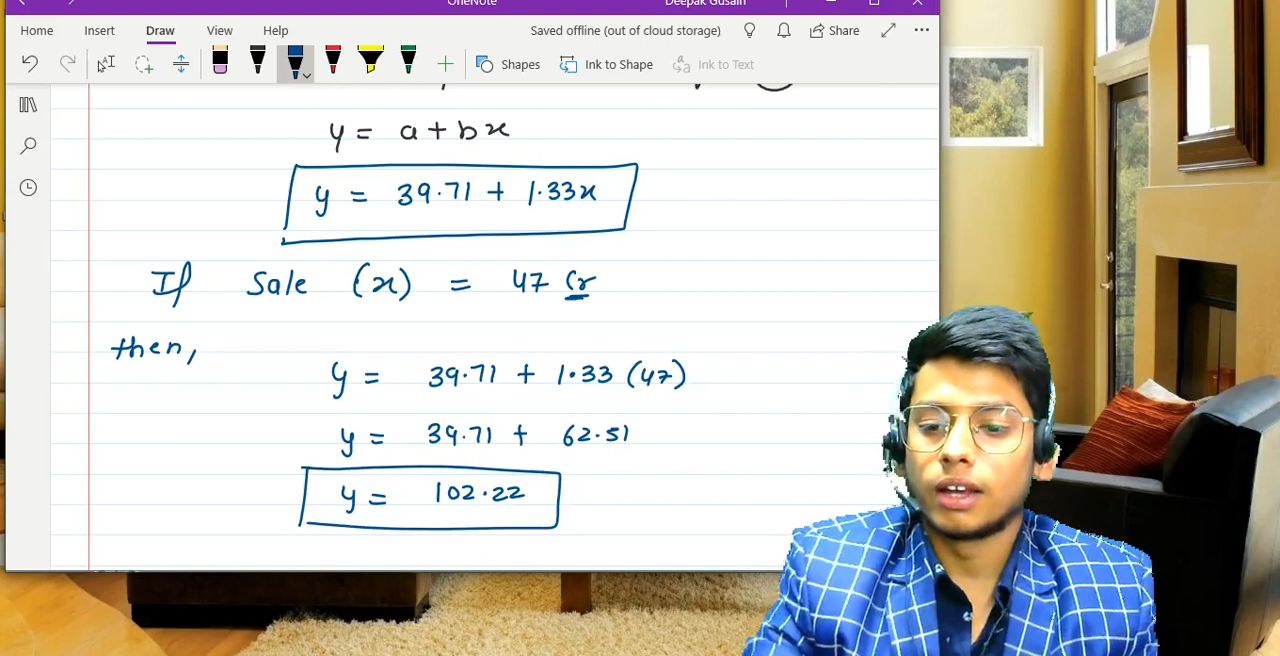 OneNote
Deepak Gusain
Home Insert Draw View Help
Saved offline (out of cloud storage)
Share
Shapes
Ink to Shape
Ink to Text
y = a + bx
y = 39.71 + 1.33x
If Sale (x) = 47 Cr
then,
y = 39.71 + 1.33 (47)
y = 39.71 + 62.51
y = 102.22